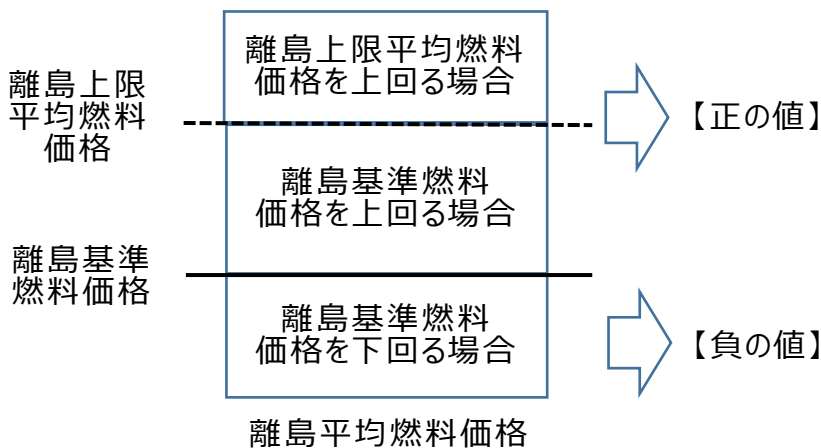 離島上限平均燃料
価格を上回る場合
離島上限
平均燃料
価格
【正の値】
離島基準燃料
価格を上回る場合
離島基準
燃料価格
離島基準燃料
価格を下回る場合
【負の値】
離島平均燃料価格